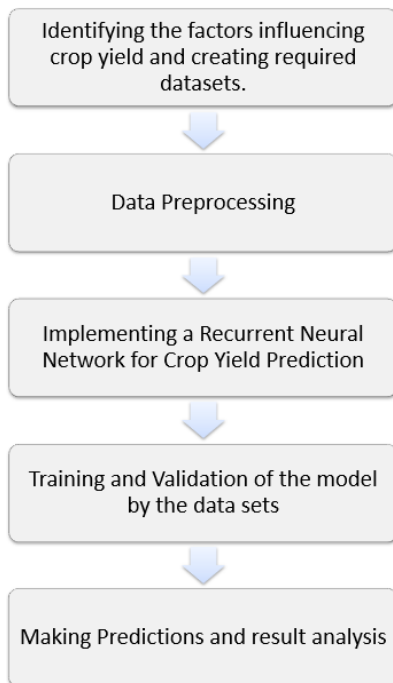 Identifying the factors influencing
crop yield and creating required
datasets.
Data Preprocessing
Implementing a Recurrent Neural
Network for Crop Yield Prediction
Training and Validation of the model
by the data sets
Making Predictions and result analysis